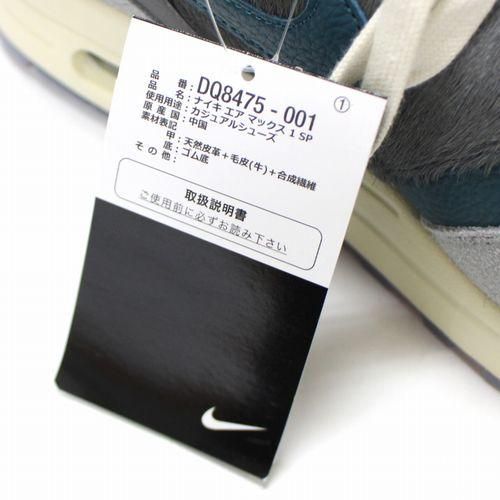 品　　番：DQ8475 - 001
①
品　　名：ナイキ エア マックス 1 SP
使用用途：カジュアルシューズ
原 産 国：中国
素材表記
甲：天然皮革＋毛皮(牛)＋合成繊維
底：ゴム底
その他：
取扱説明書
ご使用前に必ずお読み下さい